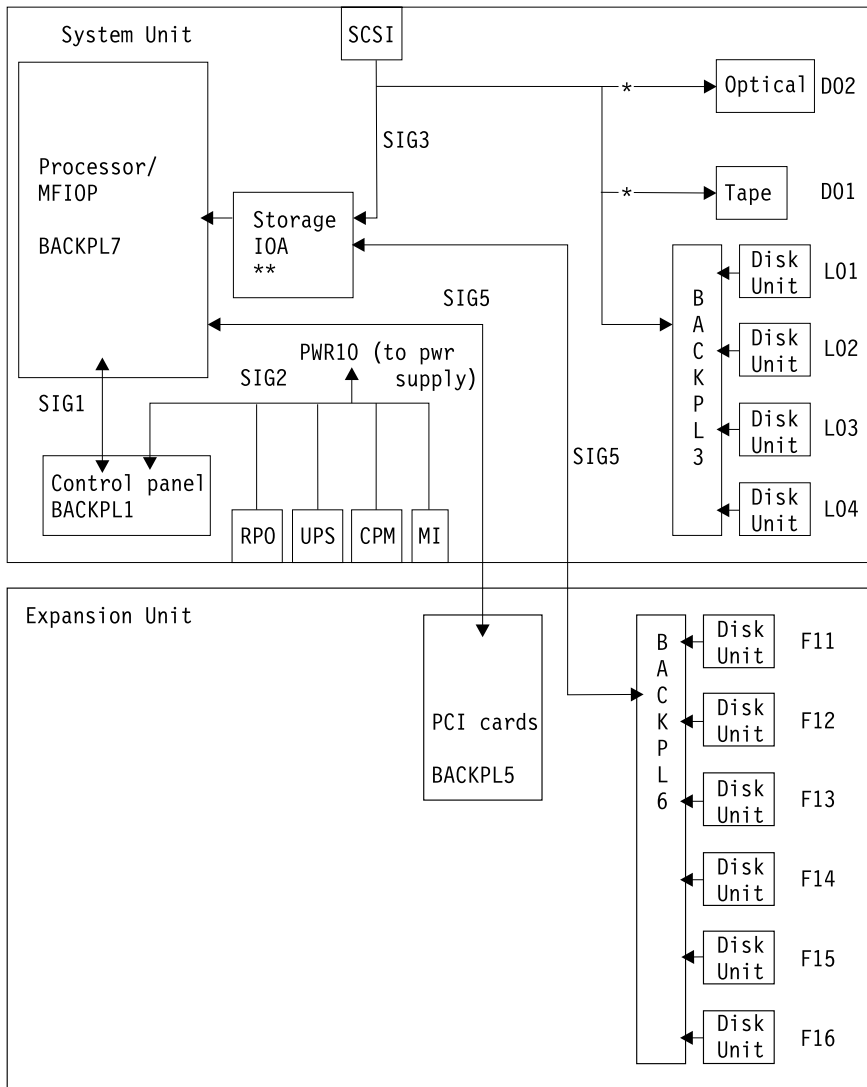 System Unit
SCSI
Optical
D02
*
SIG3
Processor/
MFIOP
BACKPL7
Storage
IOA
**
*
Tape
D01
Disk
Unit
L01
Disk
Unit
L02
Disk
Unit
L03
Disk
Unit
L04
BACKPL3
SIG5
PWR10 (to pwr
supply)
SIG2
SIG1
SIG5
Control panel
BACKPL1
RPO
UPS
CPM
MI
Expansion Unit
PCI cards
BACKPL5
BACKPL6
Disk
Unit
F11
Disk
Unit
F12
Disk
Unit
F13
Disk
Unit
F14
Disk
Unit
F15
Disk
Unit
F16